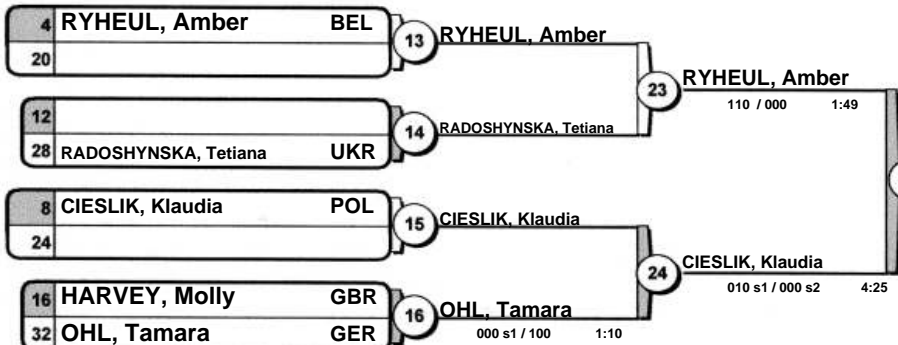 4 RYHEUL, Amber BEL
20
13 RYHEUL, Amber
12
28 RADOSHYNSKA, Tetiana UKR
14 RADOSHYNSKA, Tetiana
23 RYHEUL, Amber
110 / 000 1:49
8 CIESLIK, Klaudia POL
24
15 CIESLIK, Klaudia
16 HARVEY, Molly GBR
32 OHL, Tamara GER
16 OHL, Tamara
000 s1 / 100 1:10
24 CIESLIK, Klaudia
010 s1 / 000 s2 4:25